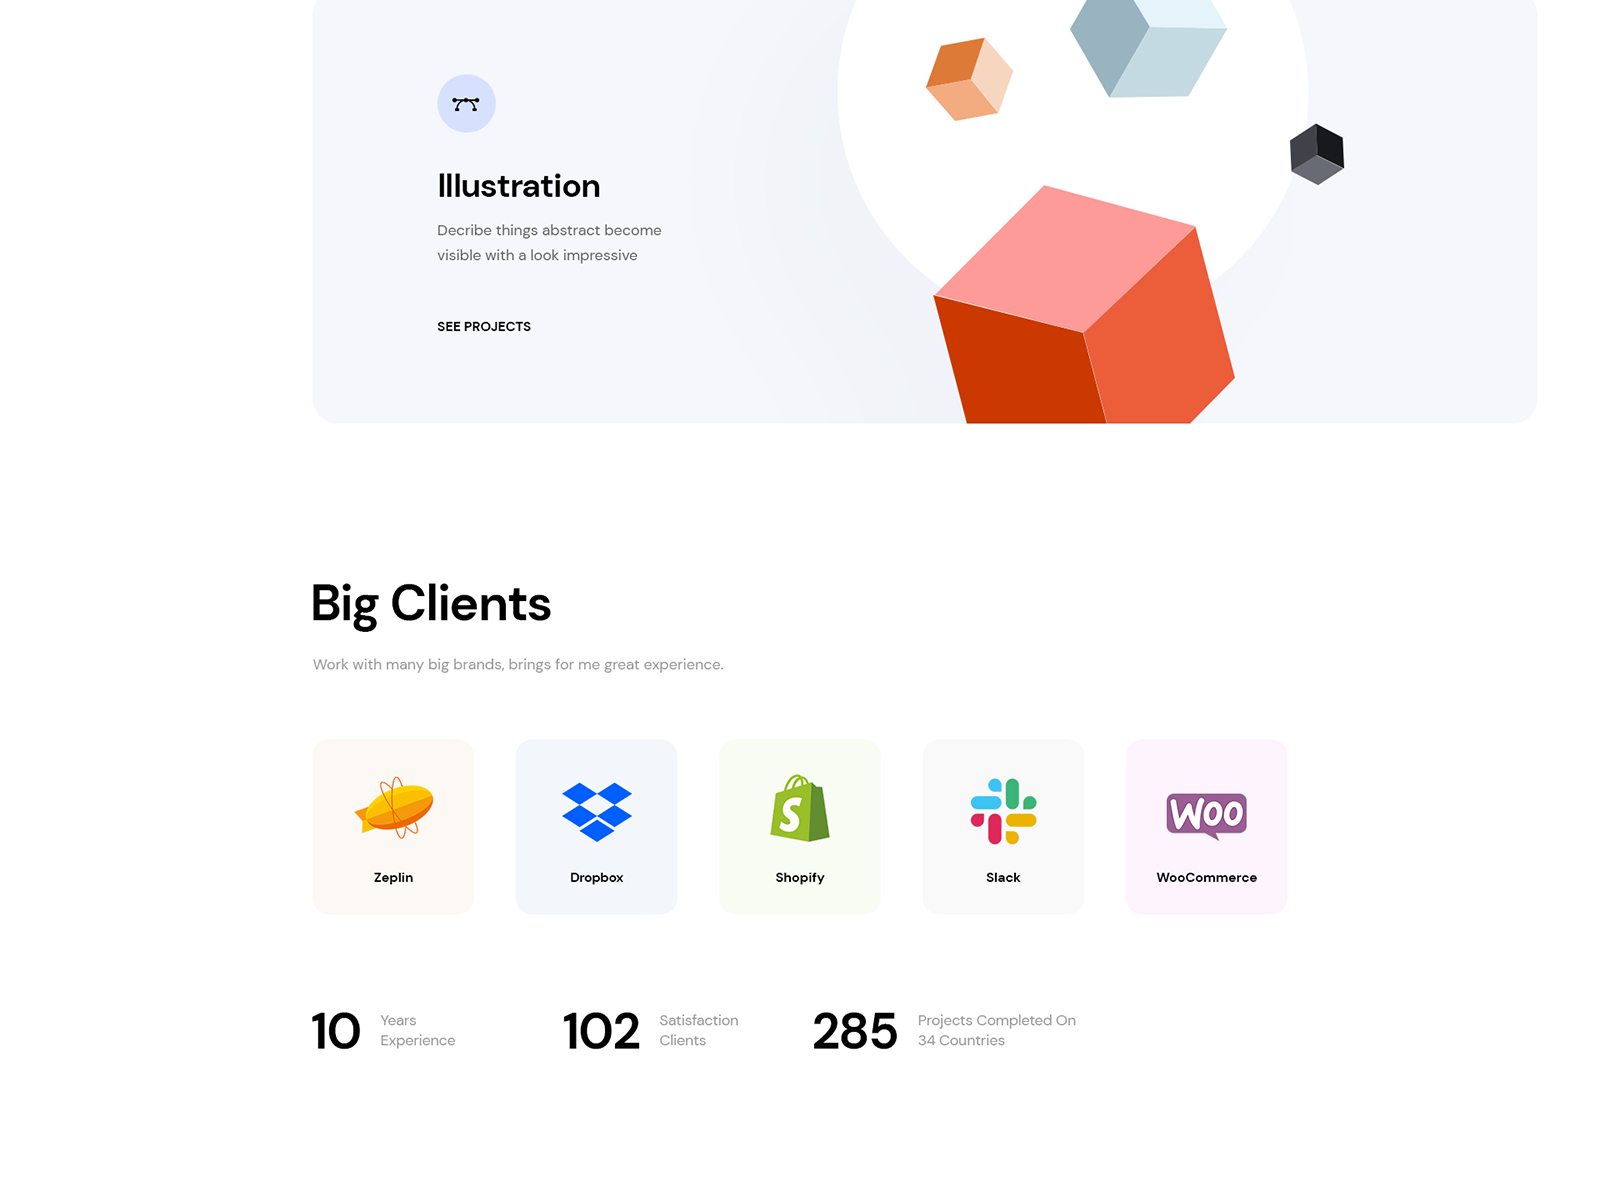 Illustration
Decribe things abstract become
visible with a look impressive
SEE PROJECTS
Big Clients
Work with many big brands, brings for me great experience.
S
WOO
Zeplin
Dropbox
Shopify
Slack
WooCommerce
10
Years
Experience
102
Satisfaction
Clients
285
Projects Completed On
34 Countries